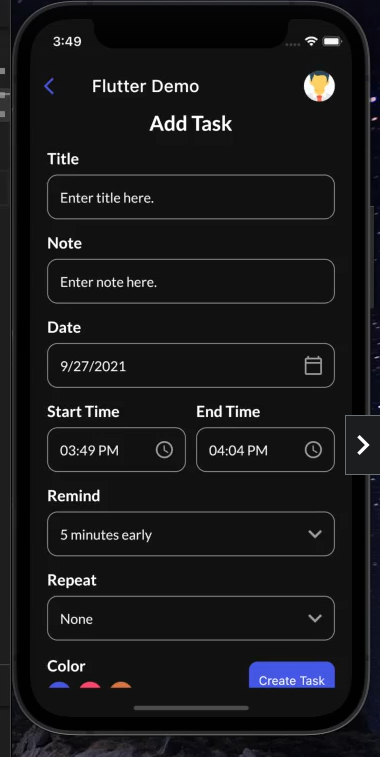 3:49
Flutter Demo
Add Task
Title
Enter title here.
Note
Enter note here.
Date
9/27/2021
Start Time End Time
03:49 PM 04:04 PM
Remind
5 minutes early
Repeat
None
Color
Create Task